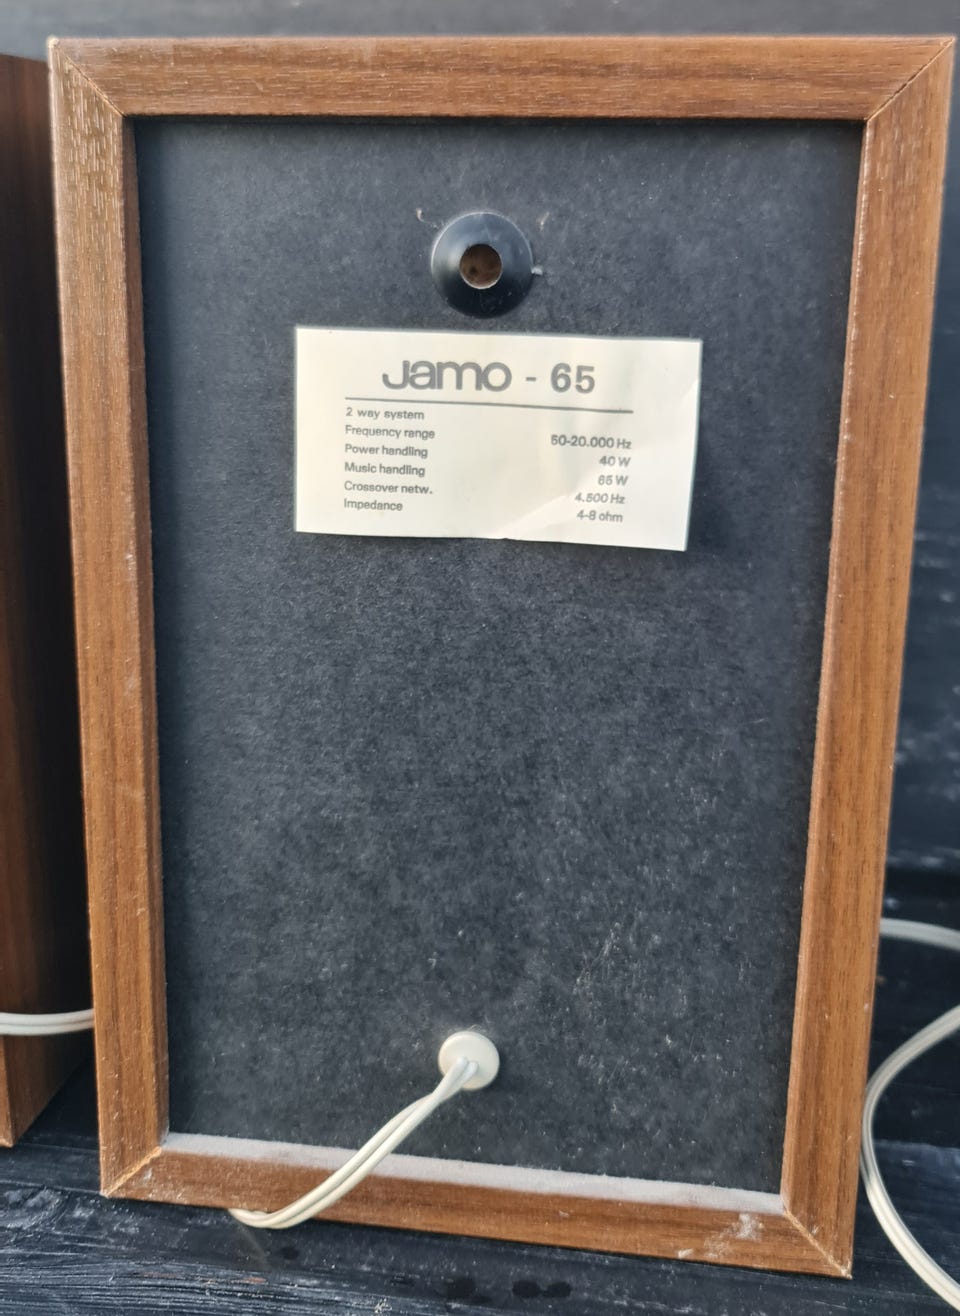 Jamo - 65
2 way system
Frequency range 50-20.000 Hz
Power handling 40 W
Music handling 65 W
Crossover netw. 4.500 Hz
Impedance 4-8 ohm